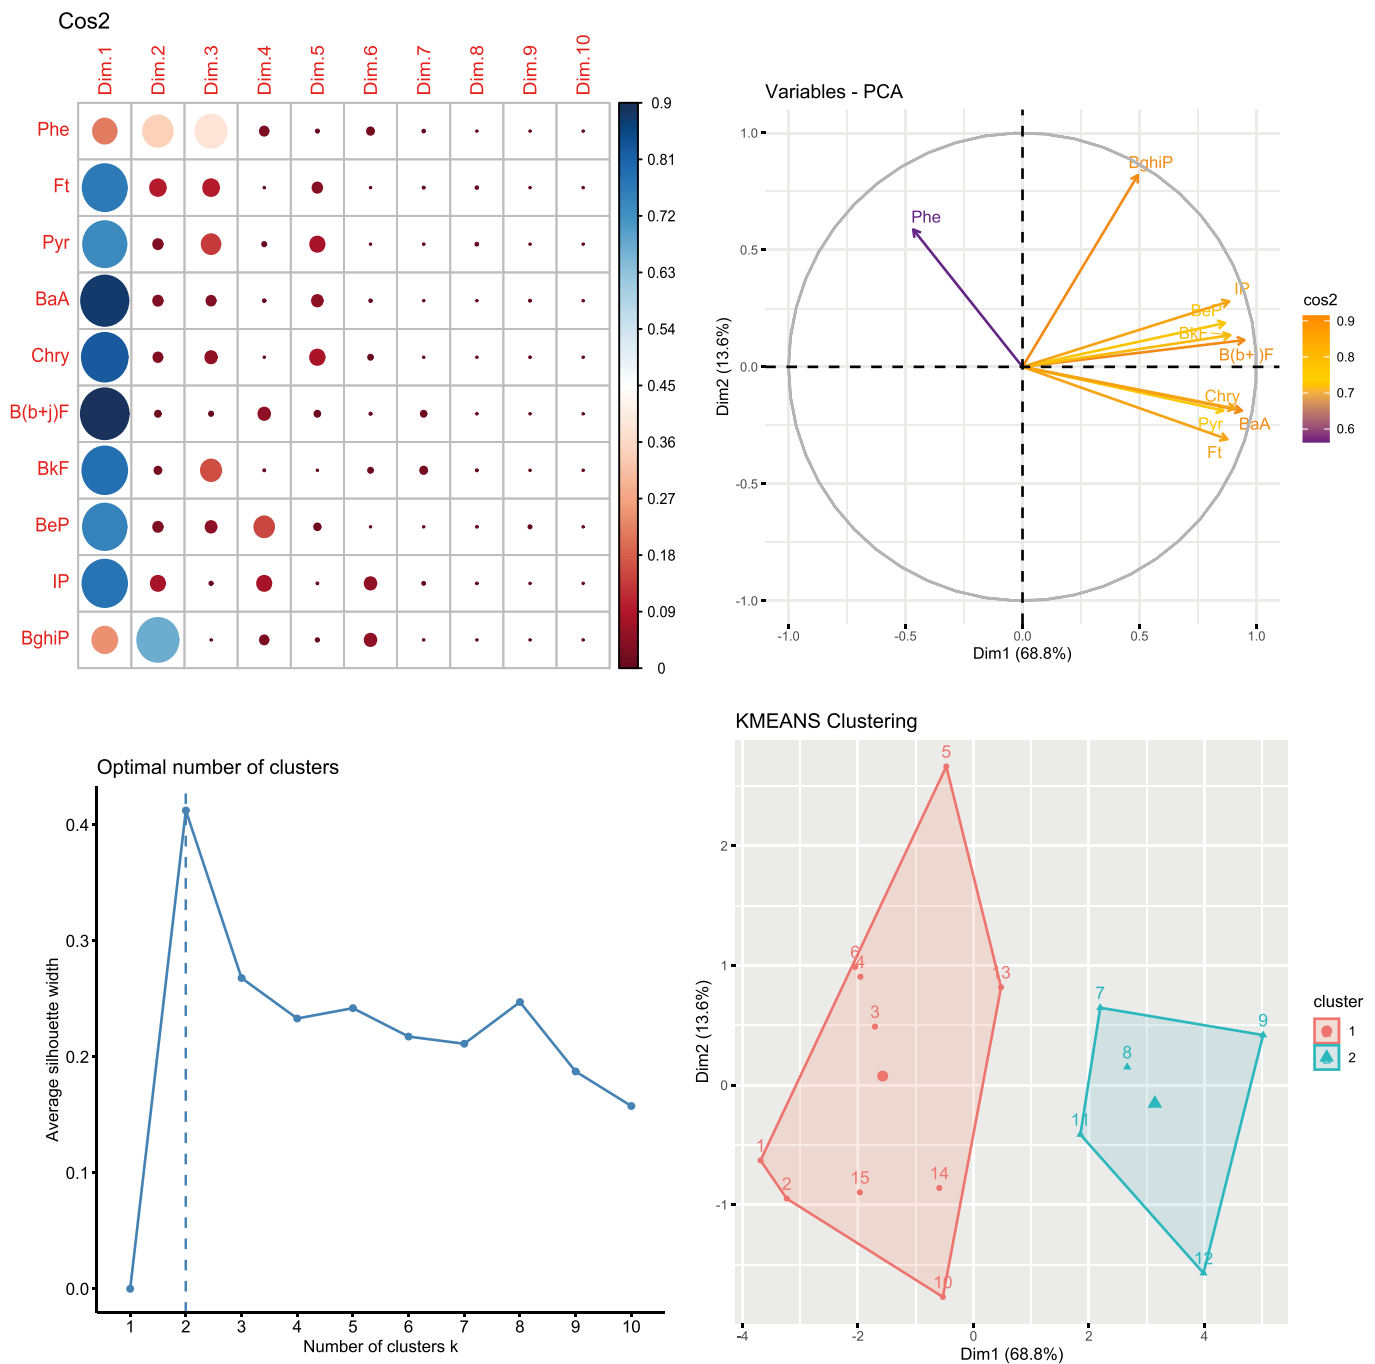 Cos2
Dim.1 Dim.2 Dim.3 Dim.4 Dim.5 Dim.6 Dim.7 Dim.8 Dim.9 Dim.10
Phe
Ft
Pyr
BaA
Chry
B(b+j)F
BkF
BeP
IP
BghiP
0.9
0.81
0.72
0.63
0.54
0.45
0.36
0.27
0.18
0.09
0
Variables - PCA
1.0
0.5
0.0
-0.5
-1.0
Dim2 (13.6%)
BghiP
Phe
IP
BeP
BkF
B(b+j)F
Chry
Pyr
BaA
Ft
-1.0 -0.5 0.0 0.5 1.0
Dim1 (68.8%)
cos2
0.9
0.8
0.7
0.6
Optimal number of clusters
0.4
0.3
0.2
0.1
0.0
Average silhouette width
1 2 3 4 5 6 7 8 9 10
Number of clusters k
KMEANS Clustering
2
1
0
-1
Dim2 (13.6%)
5
6
4
13
3
7
9
8
11
1
2
15
14
12
10
-4 -2 0 2 4
Dim1 (68.8%)
cluster
1
2